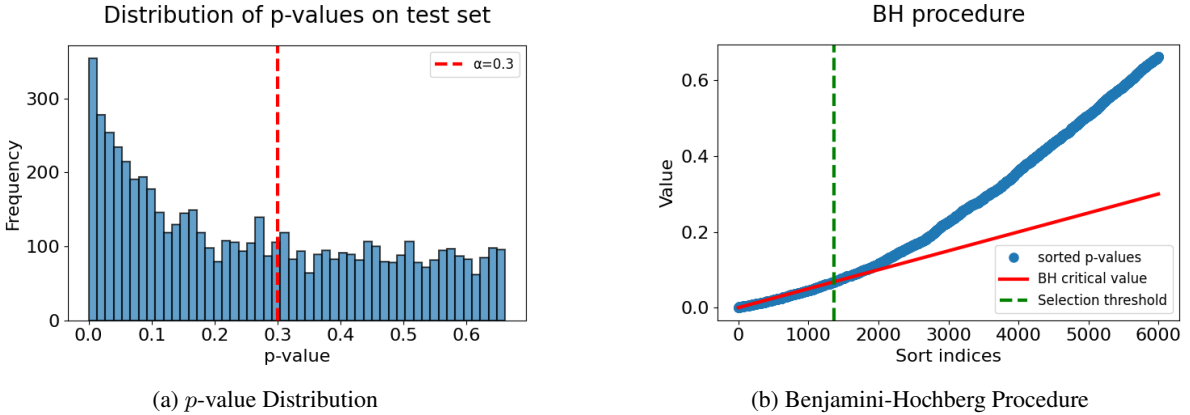 Distribution of p-values on test set
α=0.3
300
200
100
0
Frequency
0.0 0.1 0.2 0.3 0.4 0.5 0.6
p-value
(a) p-value Distribution
BH procedure
0.6
0.4
0.2
0.0
Value
sorted p-values
BH critical value
Selection threshold
0 1000 2000 3000 4000 5000 6000
Sort indices
(b) Benjamini-Hochberg Procedure